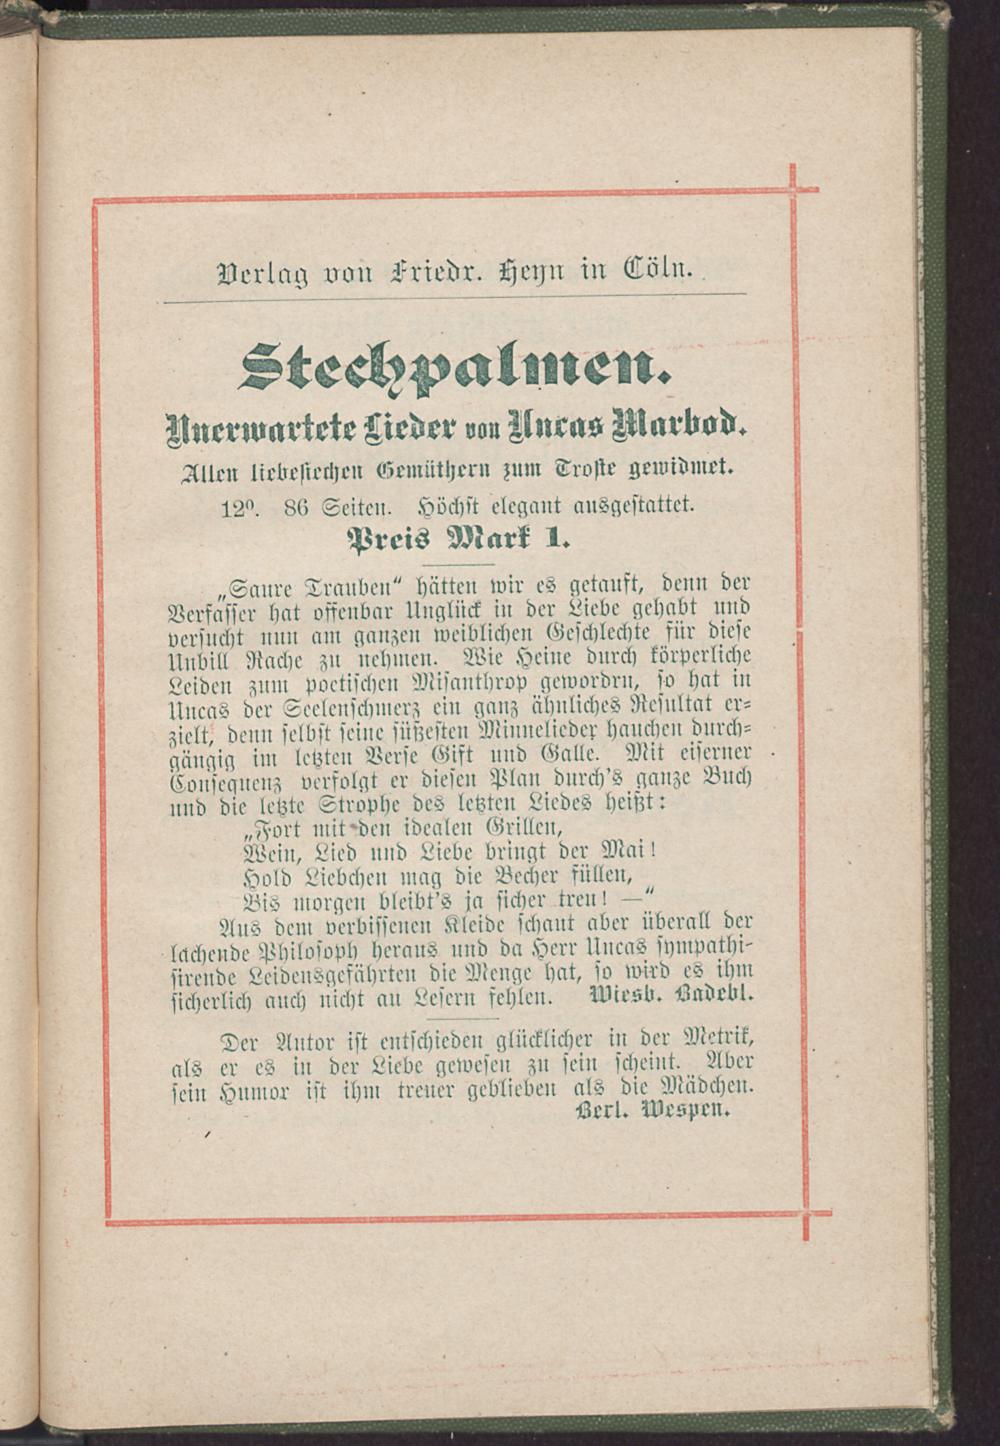 Verlag von Friedr. Heyn in Cöln.
Stechpalmen.
Unerwartete Lieder von Uncas Marbod.
Allen liebesiechen Gemüthern zum Troste gewidmet.
12⁰. 86 Seiten. Höchst elegant ausgestattet.
Preis Mark 1.
„Saure Trauben“ hätten wir es getauft, denn der
Verfasser hat offenbar Unglück in der Liebe gehabt und
versucht nun am ganzen weiblichen Geschlechte für diese
Unbill Rache zu nehmen. Wie Heine durch körperliche
Leiden zum poetischen Misanthrop gewordrn, so hat in
Uncas der Seelenschmerz ein ganz ähnliches Resultat er-
zielt, denn selbst seine süßesten Minnelieder hauchen durch-
gängig im letzten Verse Gift und Galle. Mit eiserner
Consequenz verfolgt er diesen Plan durch's ganze Buch
und die letzte Strophe des letzten Liedes heißt:
„Fort mit den idealen Grillen,
Wein, Lied und Liebe bringt der Mai!
Hold Liebchen mag die Becher füllen,
Bis morgen bleibt's ja sicher treu! —“
Aus dem verbissenen Kleide schaut aber überall der
lachende Philosoph heraus und da Herr Uncas sympathi-
sirende Leidensgefährten die Menge hat, so wird es ihm
sicherlich auch nicht an Lesern fehlen. Wiesb. Badebl.
Der Autor ist entschieden glücklicher in der Metrik,
als er es in der Liebe gewesen zu sein scheint. Aber
sein Humor ist ihm treuer geblieben als die Mädchen.
Berl. Wespen.